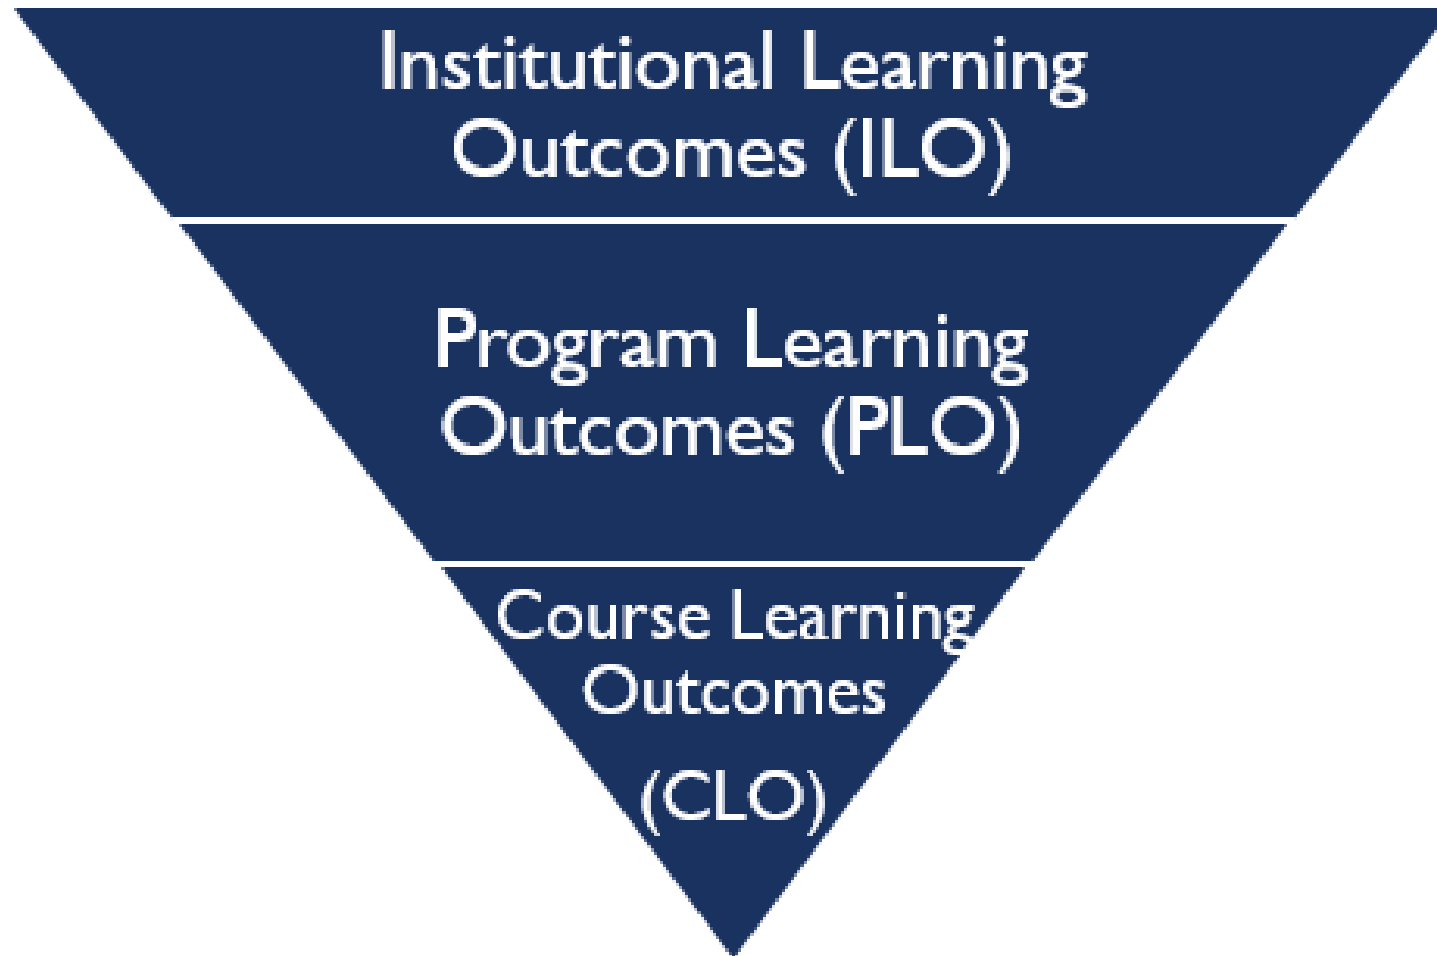 Institutional Learning
Outcomes (ILO)
Program Learning
Outcomes (PLO)
Course Learning
Outcomes
(CLO)